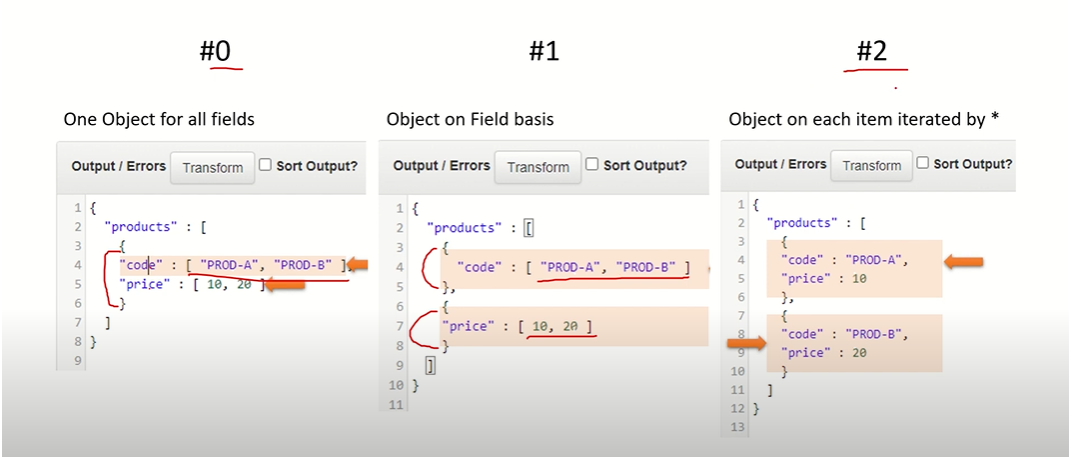 #0
One Object for all fields
Output / Errors Transform Sort Output?
1 {
2 "products" : [
3 {
4 "code" : [ "PROD-A", "PROD-B" ],
5 "price" : [ 10, 20 ]
6 }
7 ]
8 }
9
#1
Object on Field basis
Output / Errors Transform Sort Output?
1 {
2 "products" : [
3 {
4 "code" : [ "PROD-A", "PROD-B" ]
5 },
6 {
7 "price" : [ 10, 20 ]
8 }
9 ]
10 }
11
#2
Object on each item iterated by *
Output / Errors Transform Sort Output?
1 {
2 "products" : [
3 {
4 "code" : "PROD-A",
5 "price" : 10
6 },
7 {
8 "code" : "PROD-B",
9 "price" : 20
10 }
11 ]
12 }
13